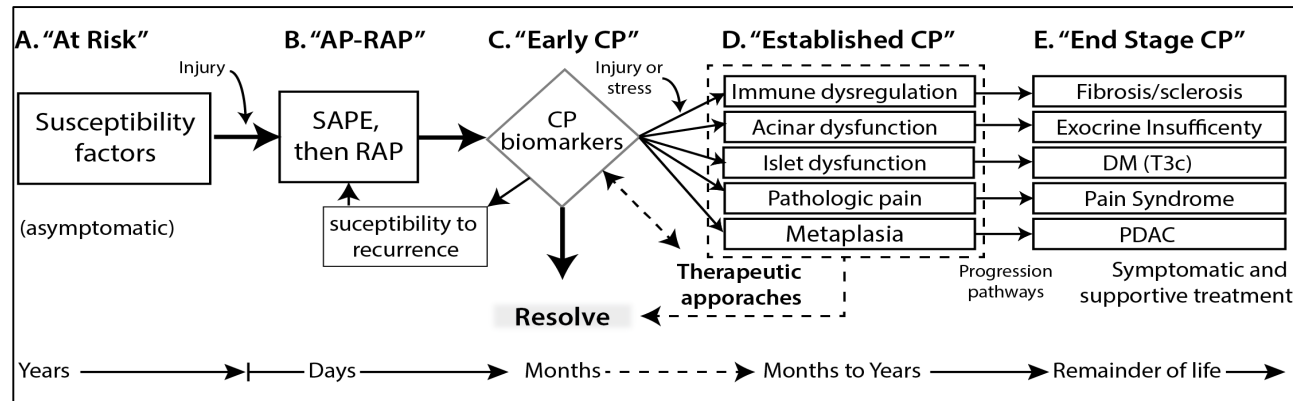 A. “At Risk”
B. “AP-RAP”
C. “Early CP”
D. “Established CP”
E. “End Stage CP”
Injury
Susceptibility
factors
(asymptomatic)
SAPE,
then RAP
suceptibility to
recurrence
CP
biomarkers
Injury or
stress
Resolve
Therapeutic
apporaches
Immune dysregulation
Acinar dysfunction
Islet dysfunction
Pathologic pain
Metaplasia
Progression
pathways
Fibrosis/sclerosis
Exocrine Insufficenty
DM (T3c)
Pain Syndrome
PDAC
Symptomatic and
supportive treatment
Years
Days
Months
Months to Years
Remainder of life